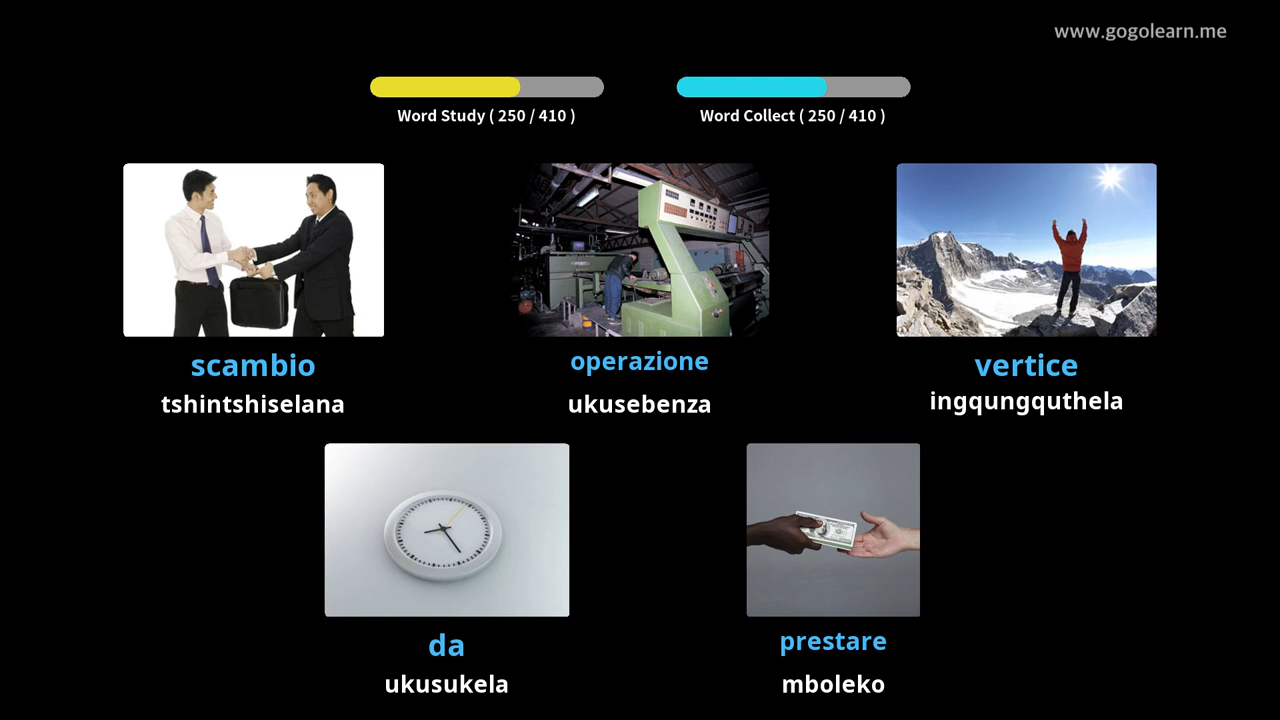 www.gogolearn.me
Word Study ( 250 / 410 )
Word Collect ( 250 / 410 )
scambio
tshintshiselana
operazione
ukusebenza
vertice
ingqungquthela
da
ukusukela
prestare
mboleko